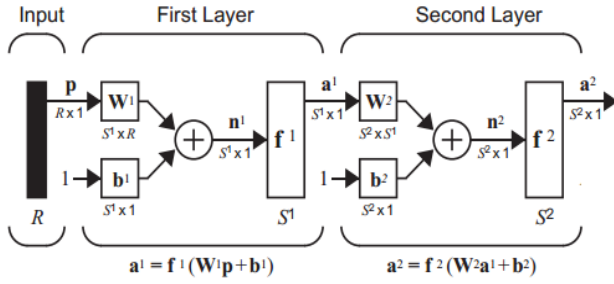 Input First Layer Second Layer
p a¹ a²
R x 1 W¹ S¹ x 1 W² S² x 1
S¹ x R n¹ S² x S¹ n²
+ f ¹ + f ²
S¹ x 1 S² x 1
1 b¹ 1 b²
S¹ x 1 S² x 1
R S¹ S²
a¹ = f ¹ (W¹p + b¹) a² = f ² (W²a¹ + b²)